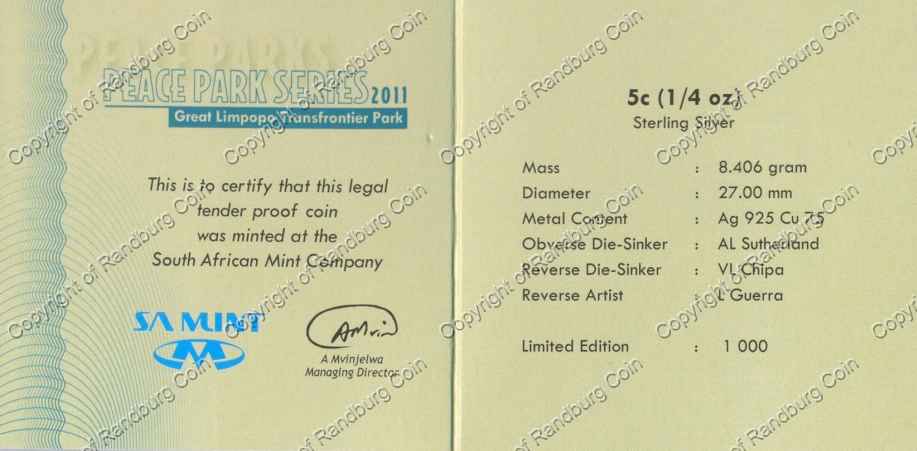 PEACE PARKS
PEACE PARK SERIES 2011
Great Limpopo Transfrontier Park
This is to certify that this legal
tender proof coin
was minted at the
South African Mint Company
SA MINT
A Mvinjelwa
Managing Director
5c (1/4 oz)
Sterling Silver
Mass : 8.406 gram
Diameter : 27.00 mm
Metal Content : Ag 925 Cu 75
Obverse Die-Sinker : AL Sutherland
Reverse Die-Sinker : VL Chipa
Reverse Artist : L Guerra
Limited Edition : 1 000
Copyright of Randburg Coin